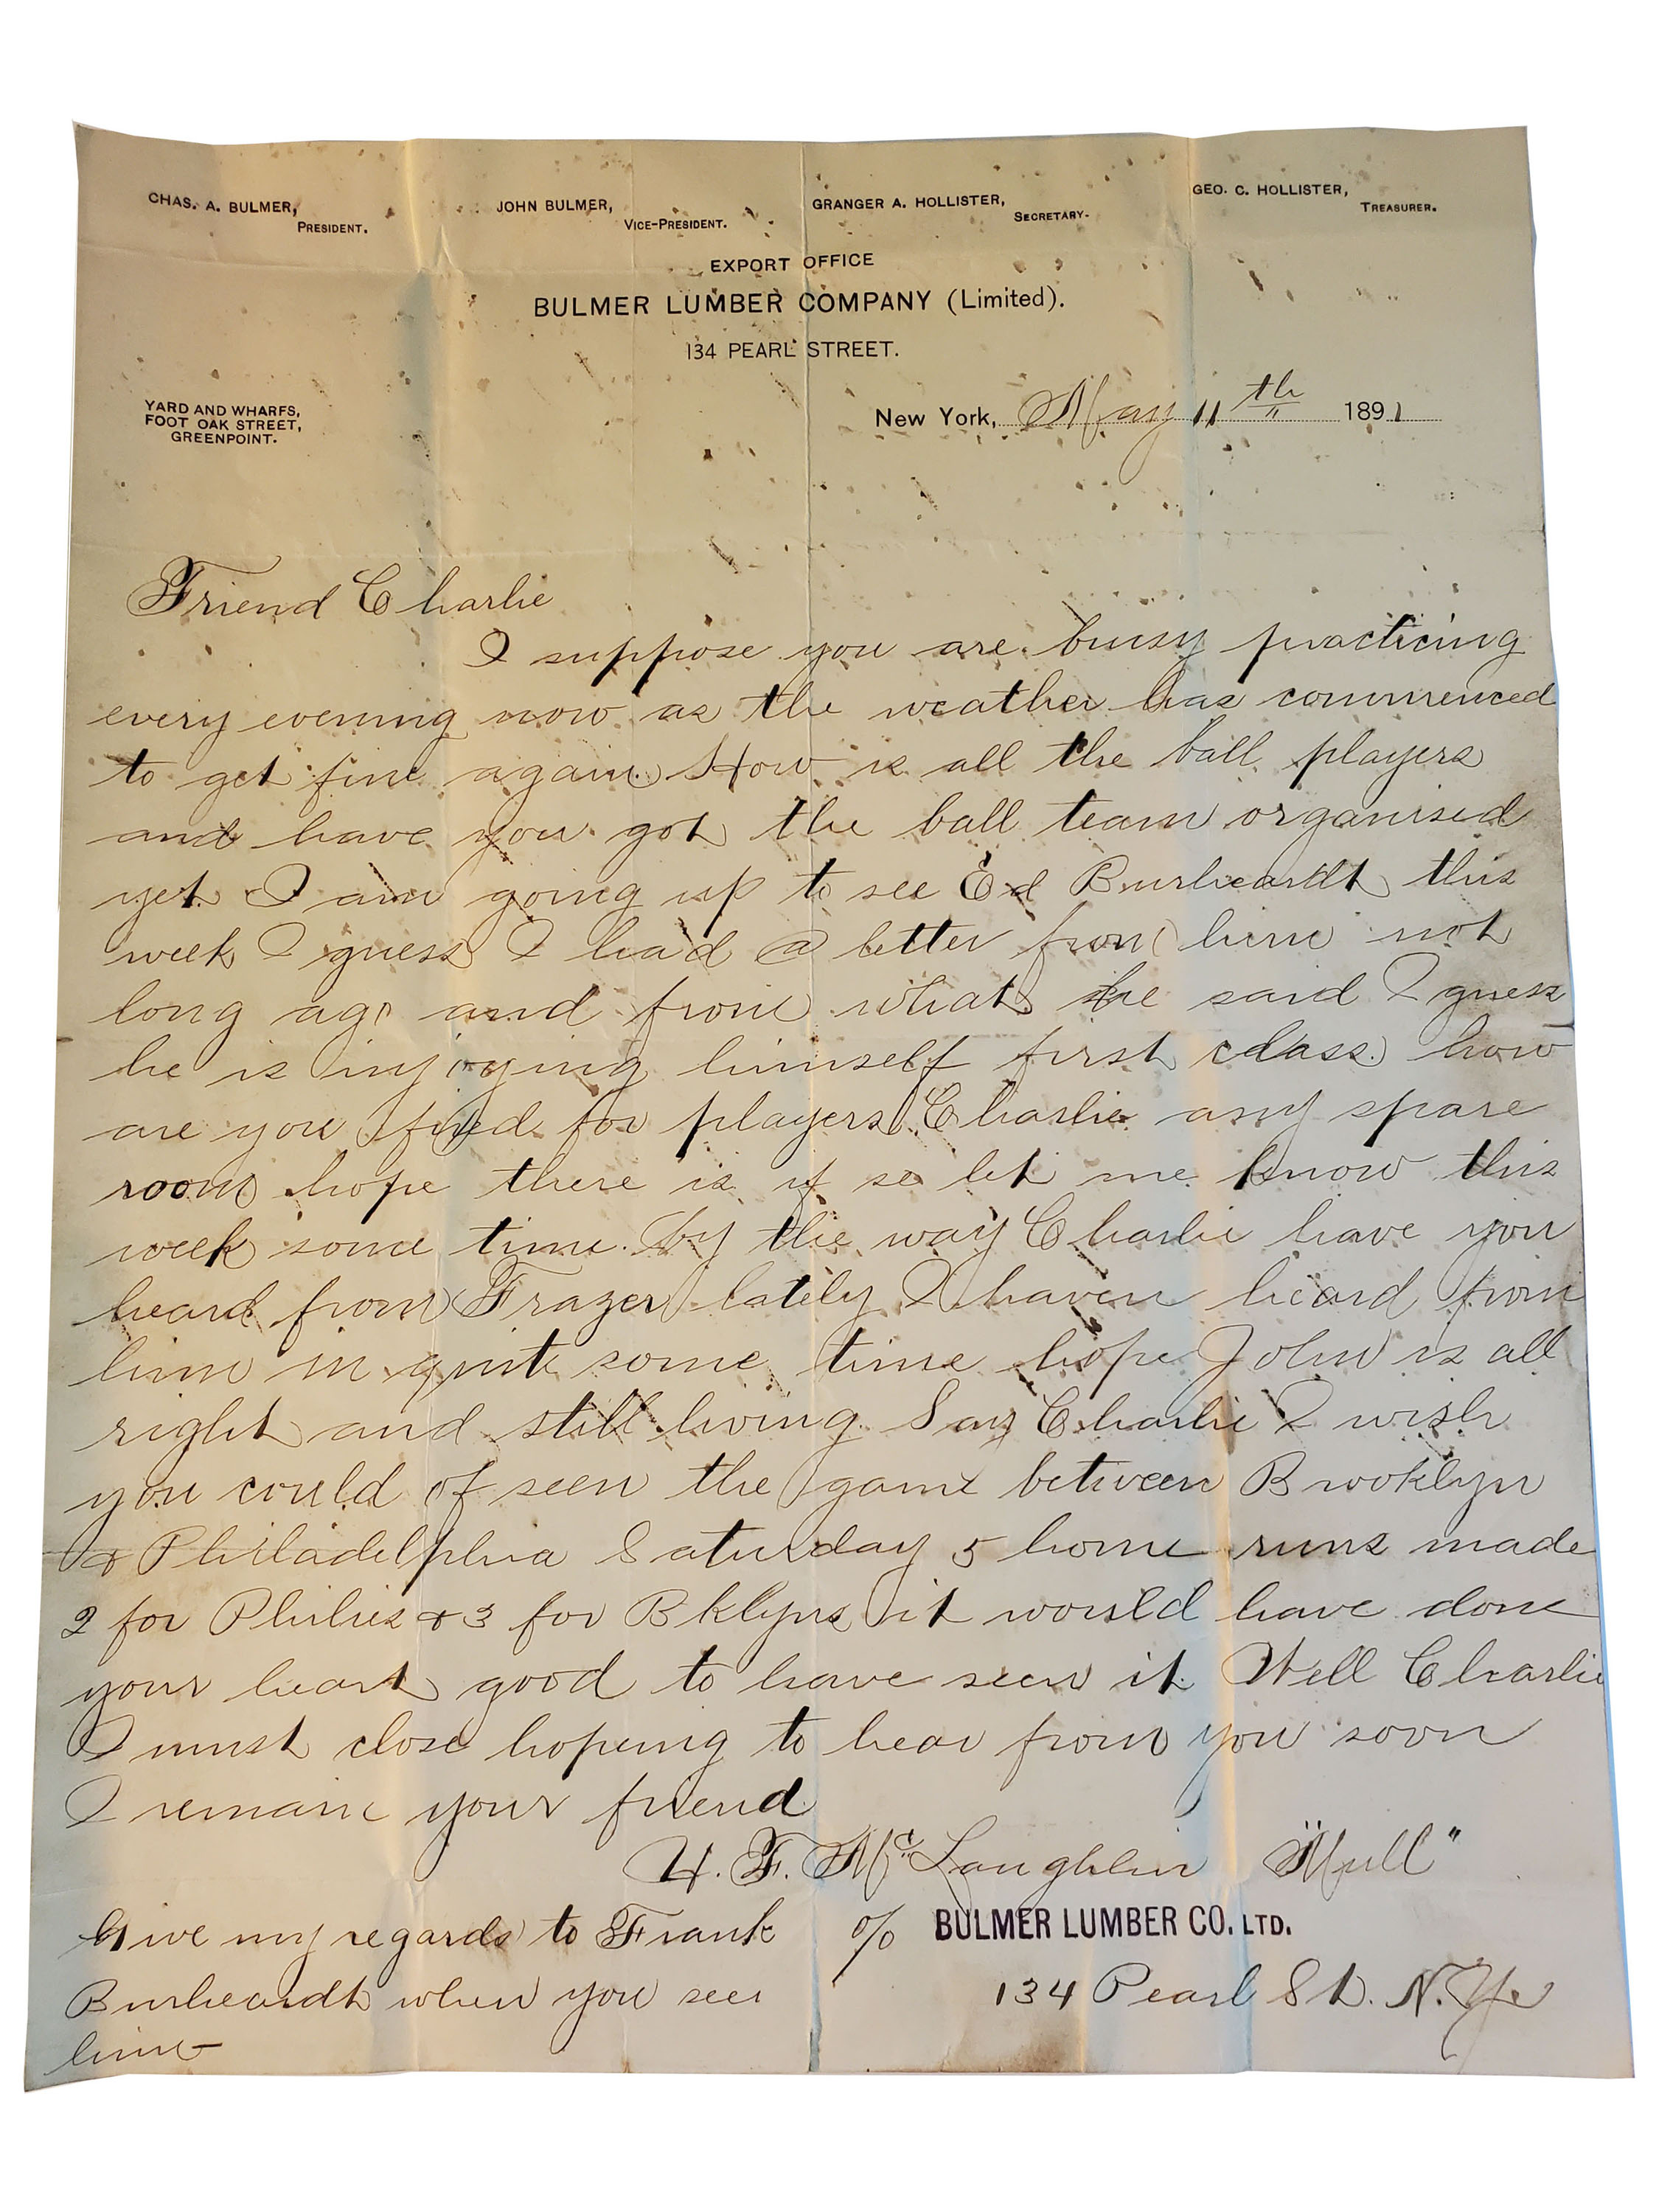 CHAS. A. BULMER, PRESIDENT. JOHN BULMER, VICE-PRESIDENT. GRANGER A. HOLLISTER, SECRETARY. GEO. C. HOLLISTER, TREASURER.
EXPORT OFFICE
BULMER LUMBER COMPANY (Limited).
134 PEARL STREET.
YARD AND WHARFS,
FOOT OAK STREET,
GREENPOINT.
New York, May 11th 1891
Friend Charlie
I suppose you are busy practicing
every evening now as the weather has commenced
to get fine again. How is all the ball players
and have you got the ball team organised
yet I am going up to see Ed Burheardt this
week I guess I had a letter from him not
long ago and from what he said I guess
he is injoying himself first class. how
are you fixed for players Charlie any spare
room hope there is if so let me know this
week some time. by the way Charlie have you
heard from Frazer lately I haven heard from
him in quite some time hope John is all
right and still living. Say Charlie I wish
you could of seen the game between Brooklyn
& Philadelphia Saturday 5 home runs made
2 for Philies & 3 for Bklyns it would have done
your heart good to have seen it Well Charlie
I must close hopeing to hear from you soon
I remain your friend
H. F. McLaughlin "Mull"
c/o BULMER LUMBER CO. LTD.
134 Pearl St. N.Y.
Give my regards to Frank
Burheardt when you see
him